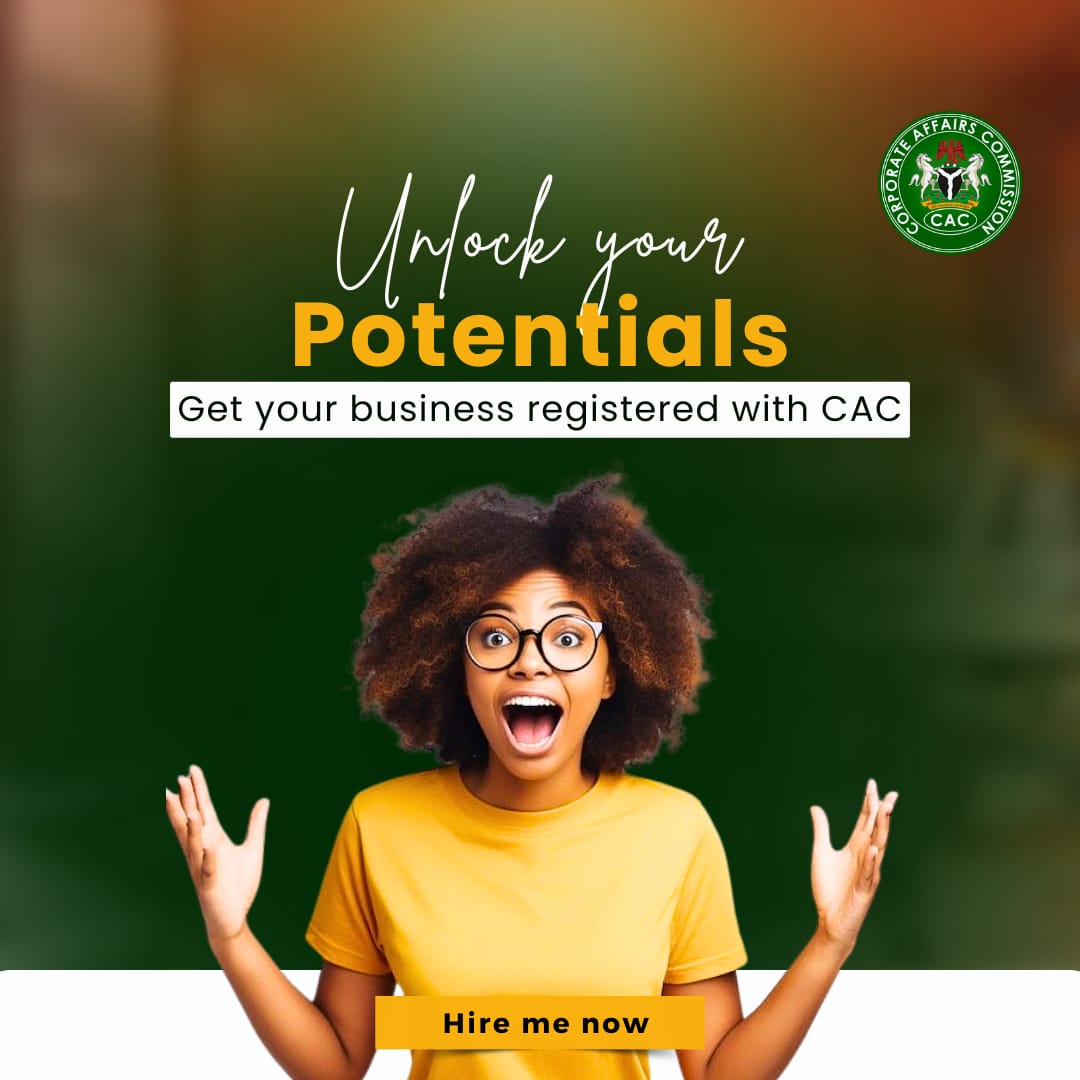 CORPORATE AFFAIRS COMMISSION
CAC
Unlock your
Potentials
Get your business registered with CAC
Hire me now